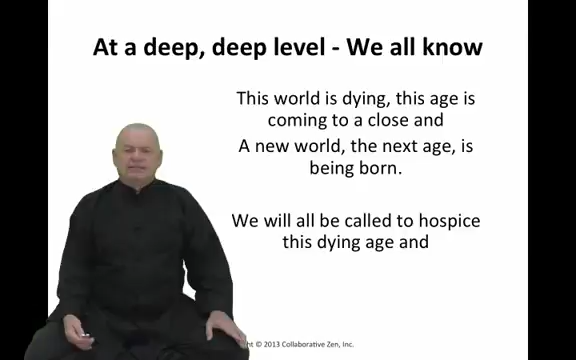 At a deep, deep level - We all know
This world is dying, this age is
coming to a close and
A new world, the next age, is
being born.
We will all be called to hospice
this dying age and
© 2013 Collaborative Zen, Inc.